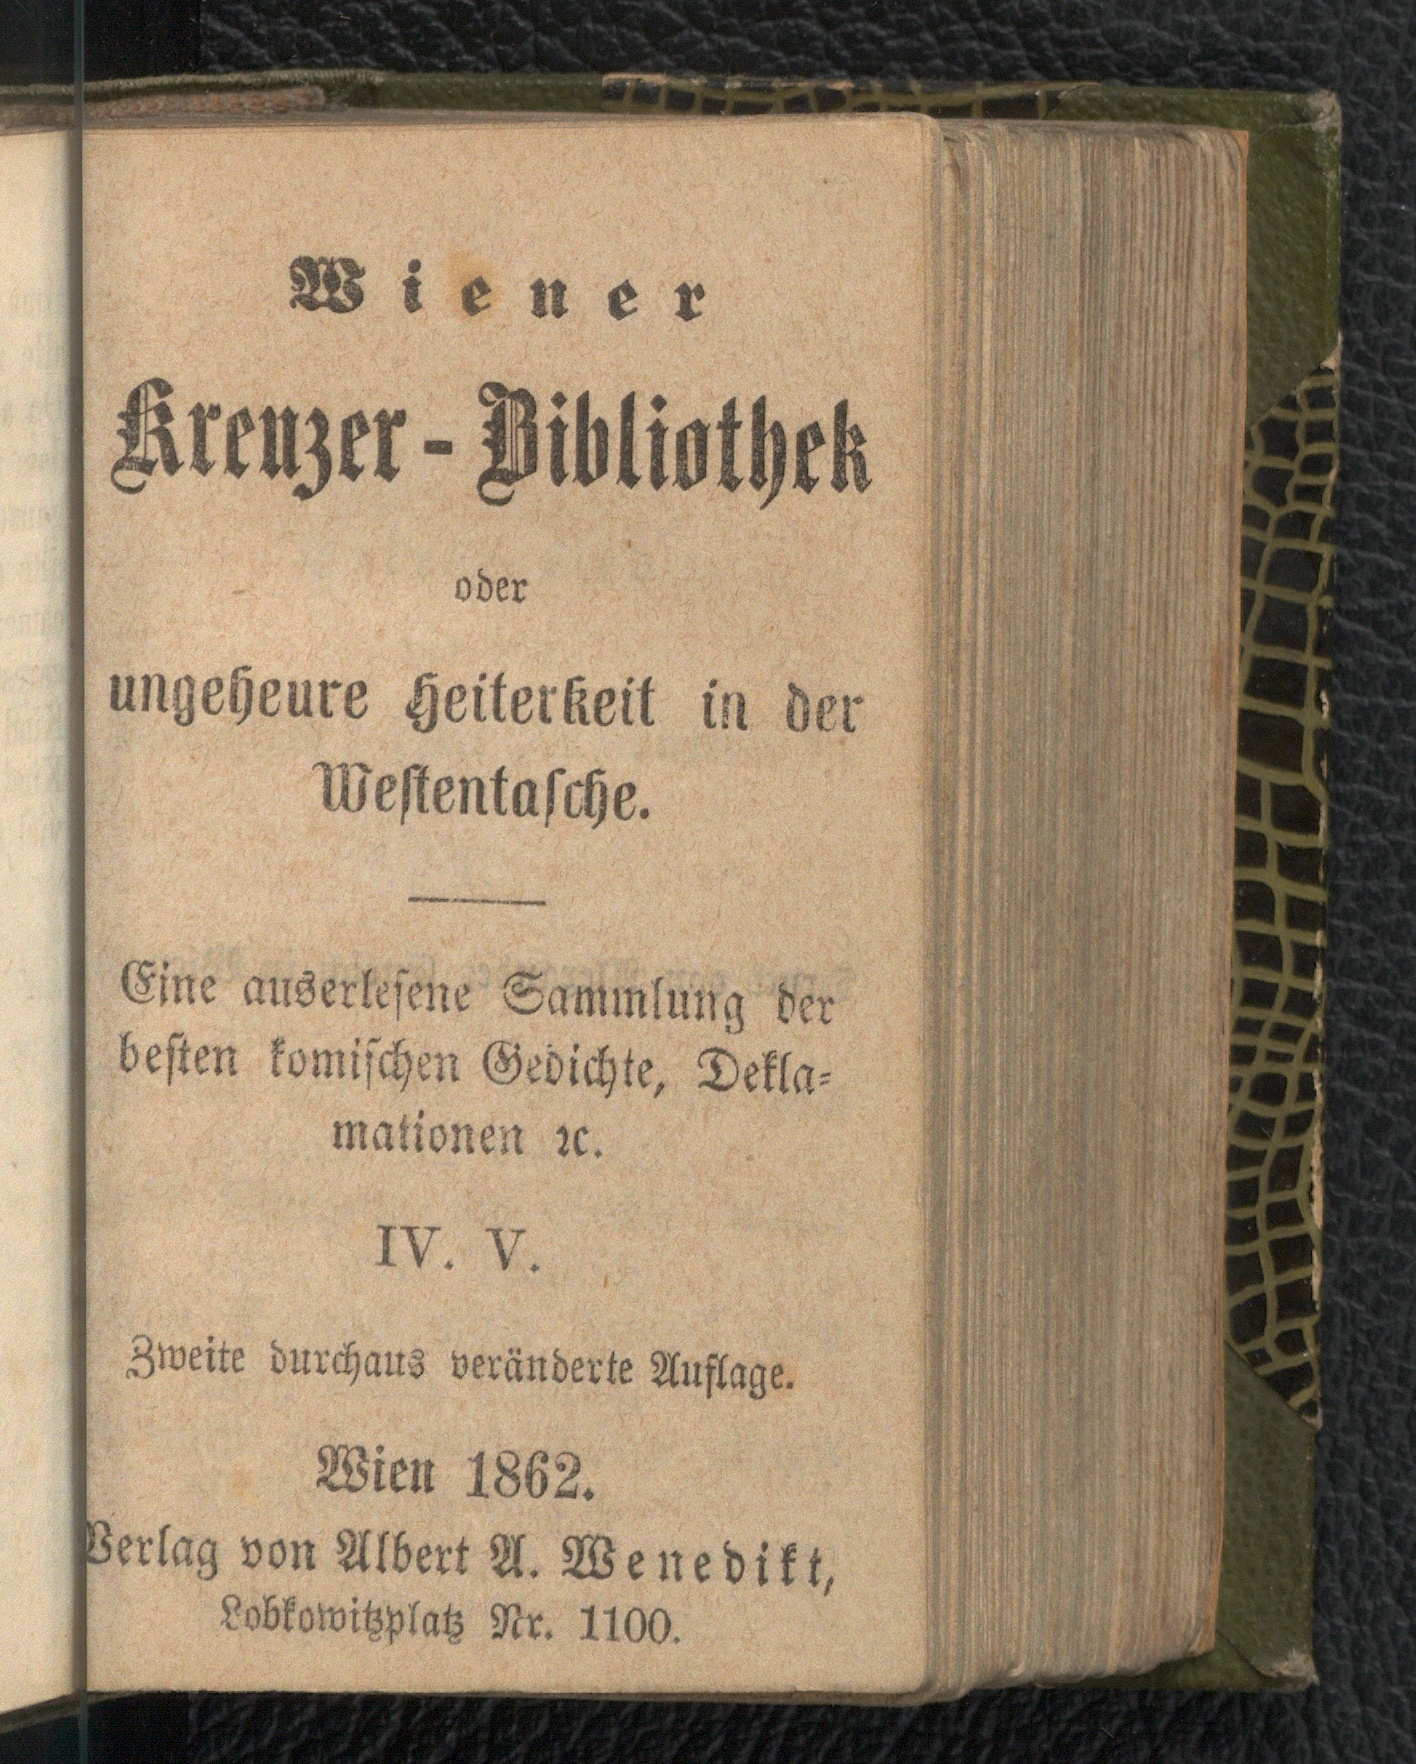 Wiener
Kreuzer-Bibliothek
oder
ungeheure Heiterkeit in der
Westentasche.
Eine auserlesene Sammlung der
besten komischen Gedichte, Dekla-
mationen ꝛc.
IV. V.
Zweite durchaus veränderte Auflage.
Wien 1862.
Verlag von Albert A. Wenedikt,
Lobkowitzplatz Nr. 1100.